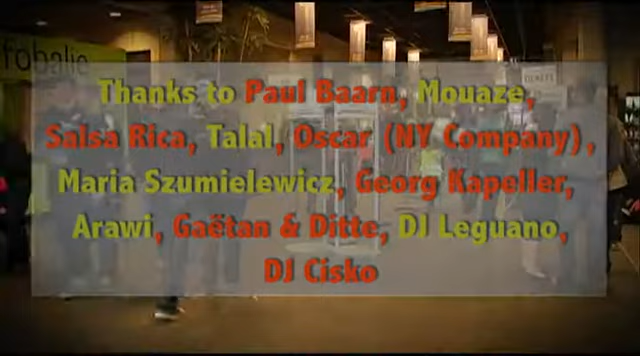 fobalie
Thanks to Paul Baarn, Mouaze,
Salsa Rica, Talal, Oscar (NY Company),
Maria Szumielewicz, Georg Kapeller,
Arawi, Gaëtan & Ditte, DJ Leguano,
DJ Cisko